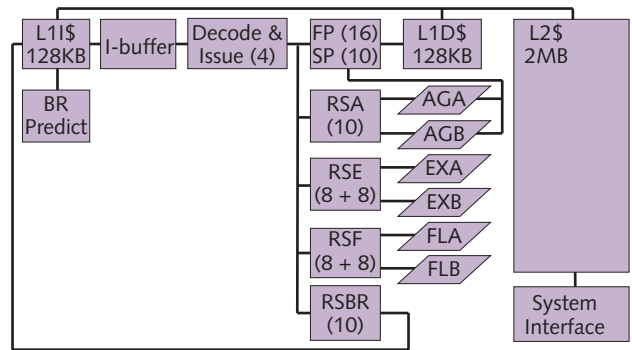 L1I$
128KB
I-buffer
Decode &
Issue (4)
FP (16)
SP (10)
L1D$
128KB
L2$
2MB
BR
Predict
RSA
(10)
AGA
AGB
RSE
(8 + 8)
EXA
EXB
RSF
(8 + 8)
FLA
FLB
RSBR
(10)
System
Interface